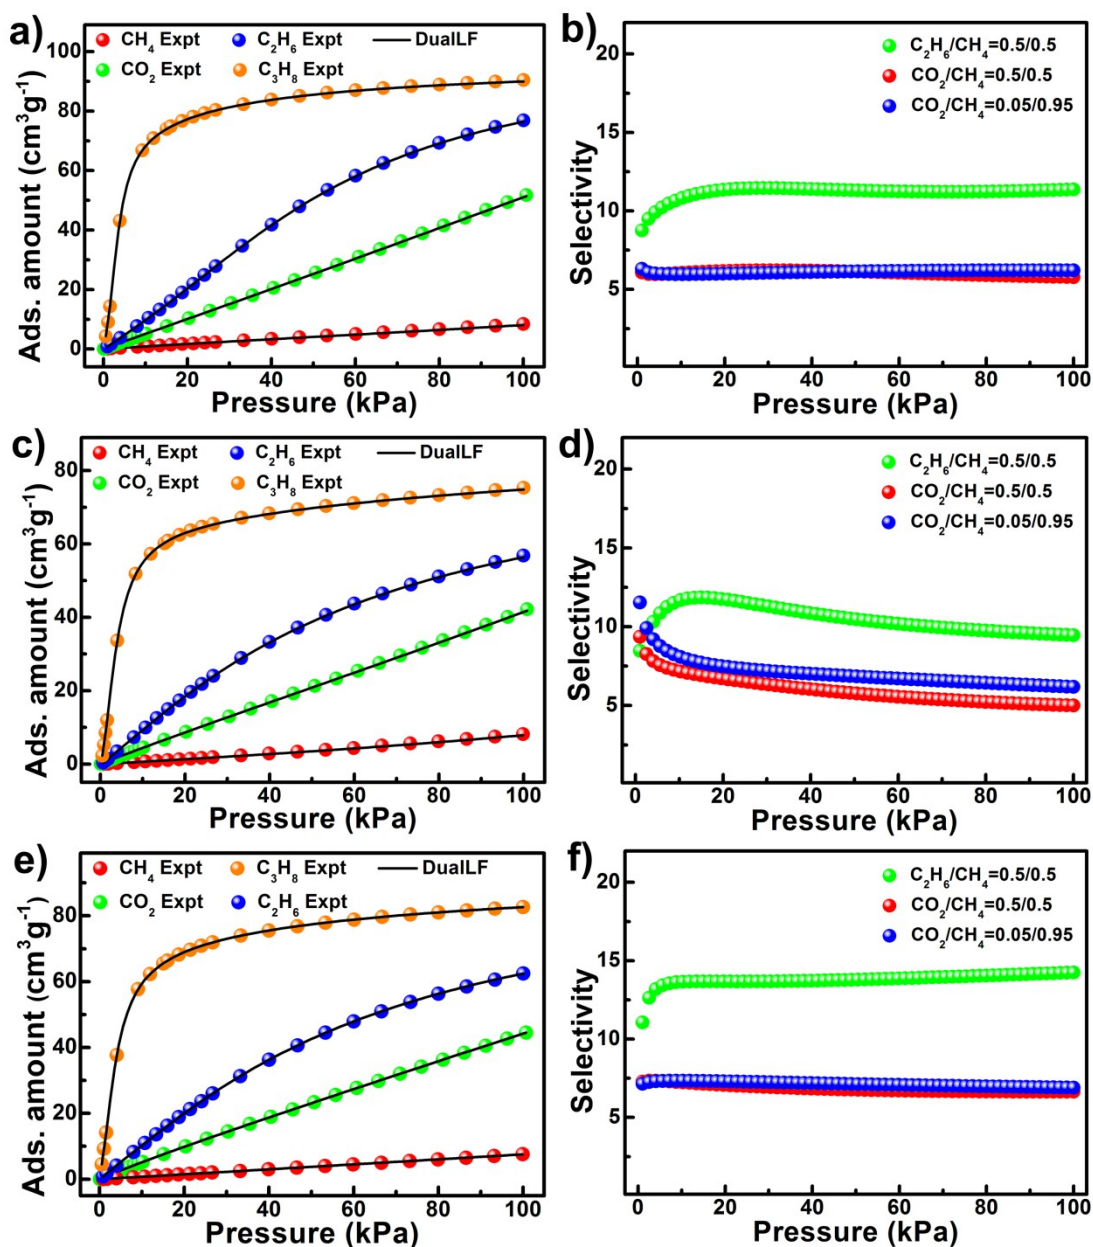 a)
CH₄ Expt C₂H₆ Expt DualLF
CO₂ Expt C₃H₈ Expt
100
80
60
40
20
0
Ads. amount (cm³g⁻¹)
0 20 40 60 80 100
Pressure (kPa)
b)
C₂H₆/CH₄=0.5/0.5
CO₂/CH₄=0.5/0.5
CO₂/CH₄=0.05/0.95
20
15
10
5
Selectivity
0 20 40 60 80 100
Pressure (kPa)
c)
CH₄ Expt C₂H₆ Expt DualLF
CO₂ Expt C₃H₈ Expt
80
60
40
20
0
Ads. amount (cm³g⁻¹)
0 20 40 60 80 100
Pressure (kPa)
d)
C₂H₆/CH₄=0.5/0.5
CO₂/CH₄=0.5/0.5
CO₂/CH₄=0.05/0.95
20
15
10
5
Selectivity
0 20 40 60 80 100
Pressure (kPa)
e)
CH₄ Expt C₃H₈ Expt DualLF
CO₂ Expt C₂H₆ Expt
80
60
40
20
0
Ads. amount (cm³g⁻¹)
0 20 40 60 80 100
Pressure (kPa)
f)
C₂H₆/CH₄=0.5/0.5
CO₂/CH₄=0.5/0.5
CO₂/CH₄=0.05/0.95
20
15
10
5
Selectivity
0 20 40 60 80 100
Pressure (kPa)